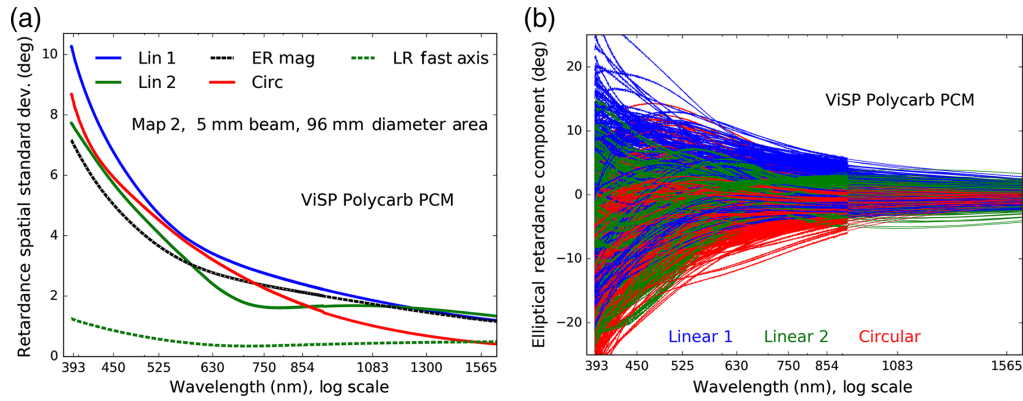 (a)
Retardance spatial standard dev. (deg)
10
8
6
4
2
0
Lin 1
ER mag
LR fast axis
Lin 2
Circ
Map 2, 5 mm beam, 96 mm diameter area
ViSP Polycarb PCM
393 450 525 630 750 854 1083 1300 1565
Wavelength (nm), log scale
(b)
Elliptical retardance component (deg)
20
10
0
−10
−20
ViSP Polycarb PCM
Linear 1 Linear 2 Circular
393 450 525 630 750 854 1083 1565
Wavelength (nm), log scale